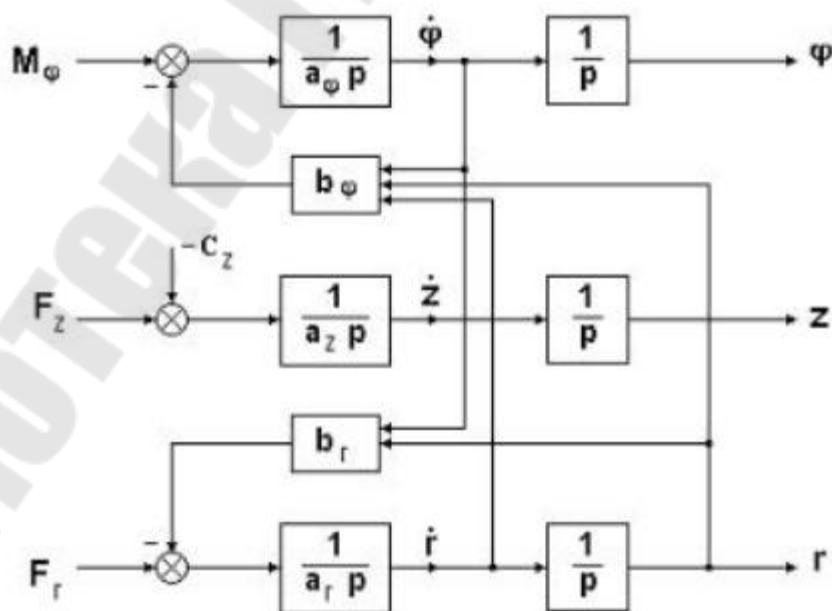 M_φ − 1 / a_φ p φ̇ 1 / p φ
b_φ
−C_z
F_z 1 / a_z p ż 1 / p z
b_r
F_r − 1 / a_r p ṙ 1 / p r